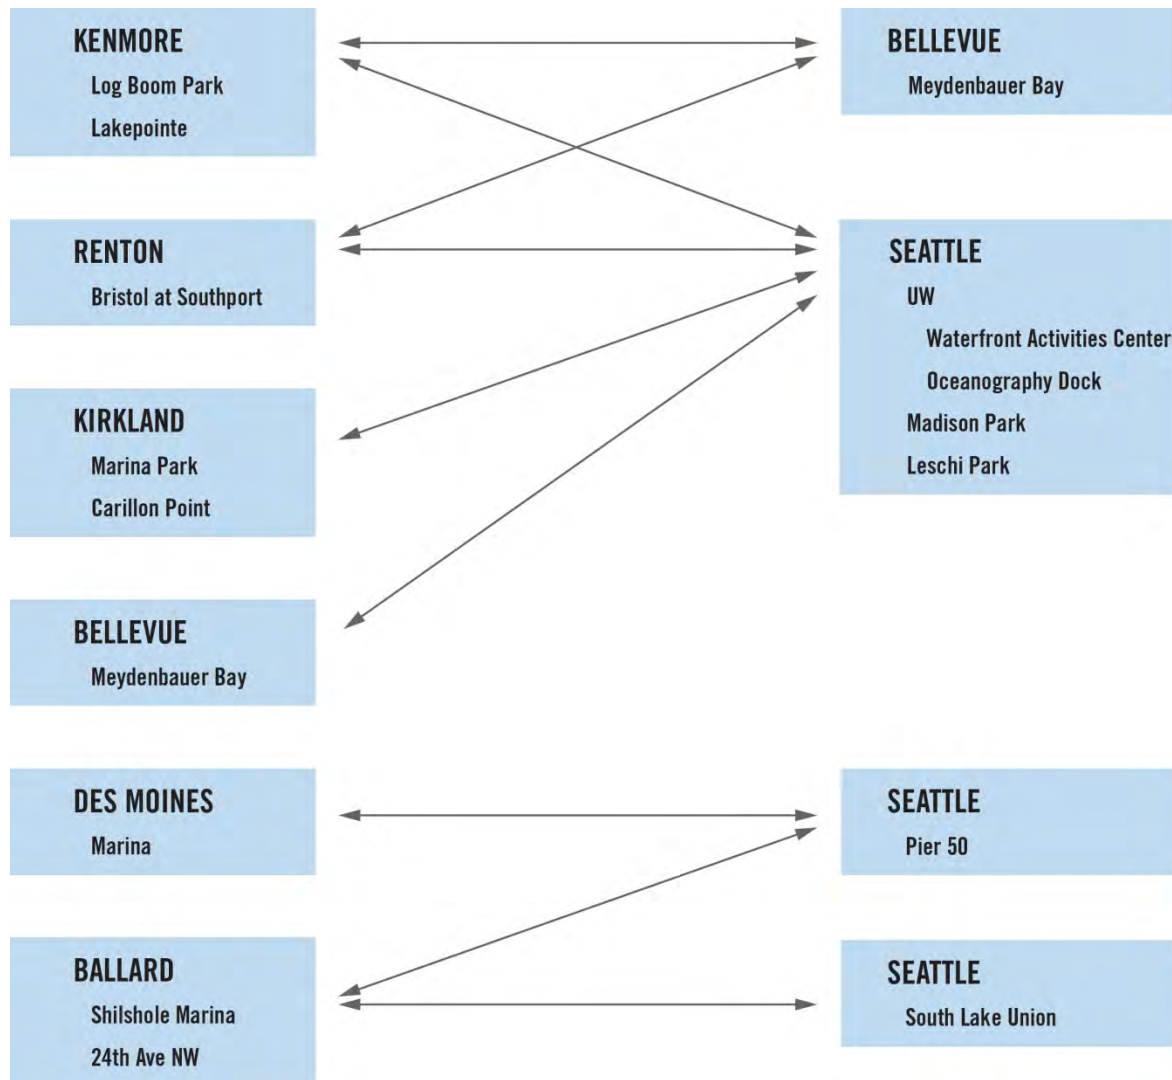 KENMORE
Log Boom Park
Lakepointe
RENTON
Bristol at Southport
KIRKLAND
Marina Park
Carillon Point
BELLEVUE
Meydenbauer Bay
DES MOINES
Marina
BALLARD
Shilshole Marina
24th Ave NW
BELLEVUE
Meydenbauer Bay
SEATTLE
UW
Waterfront Activities Center
Oceanography Dock
Madison Park
Leschi Park
SEATTLE
Pier 50
SEATTLE
South Lake Union